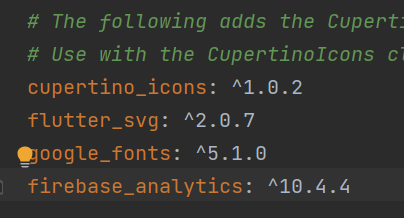 # The following adds the Cuperti
# Use with the CupertinoIcons cl
cupertino_icons: ^1.0.2
flutter_svg: ^2.0.7
google_fonts: ^5.1.0
firebase_analytics: ^10.4.4